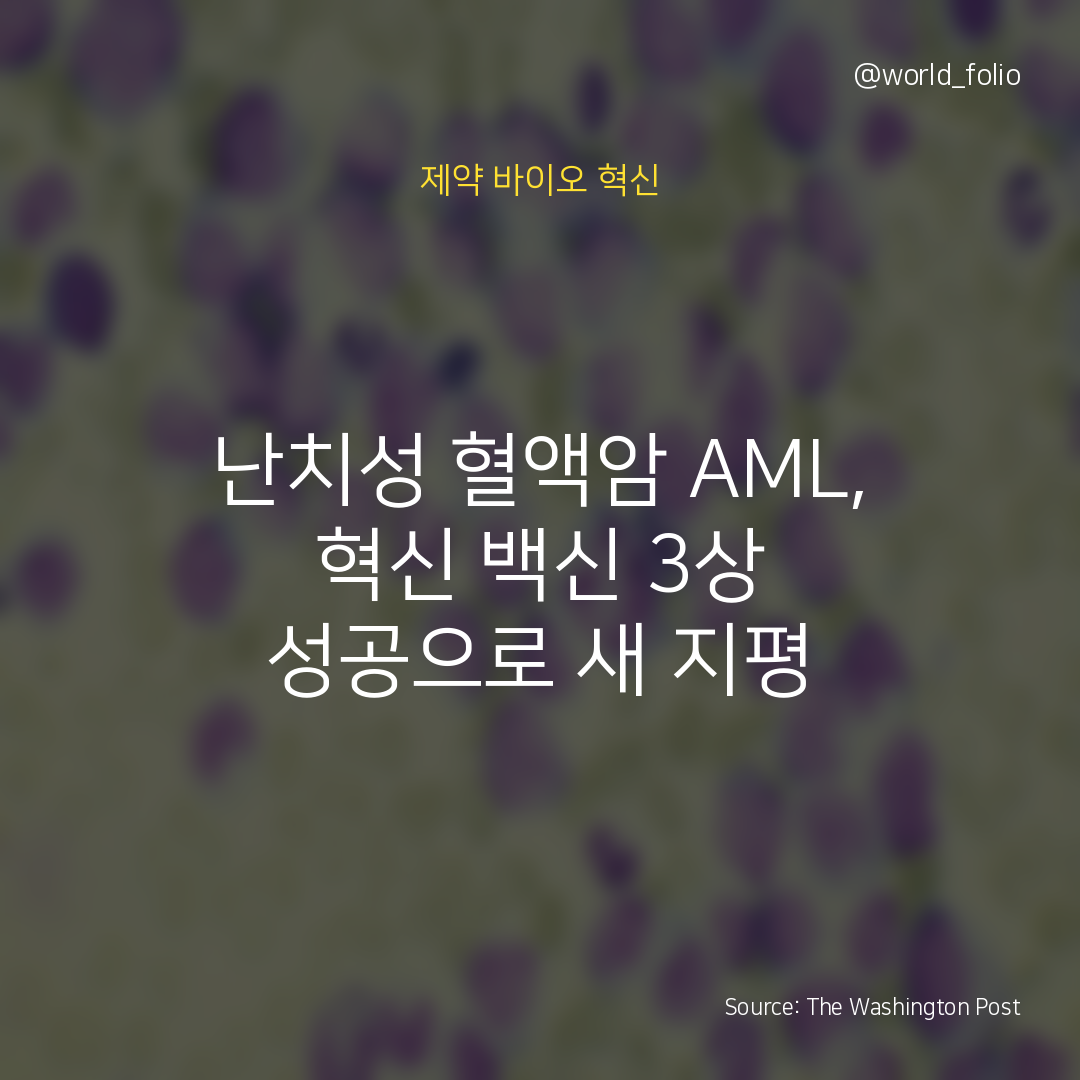 @world_folio
제약 바이오 혁신
난치성 혈액암 AML,
혁신 백신 3상
성공으로 새 지평
Source: The Washington Post